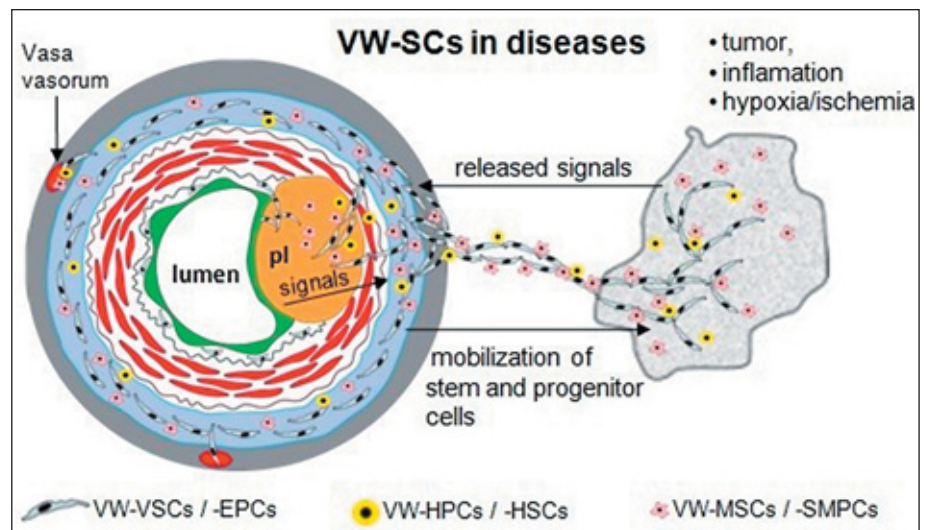 VW-SCs in diseases
• tumor,
• inflamation
• hypoxia/ischemia
Vasa
vasorum
released signals
lumen
pl
signals
mobilization of
stem and progenitor
cells
VW-VSCs / -EPCs
VW-HPCs / -HSCs
VW-MSCs / -SMPCs